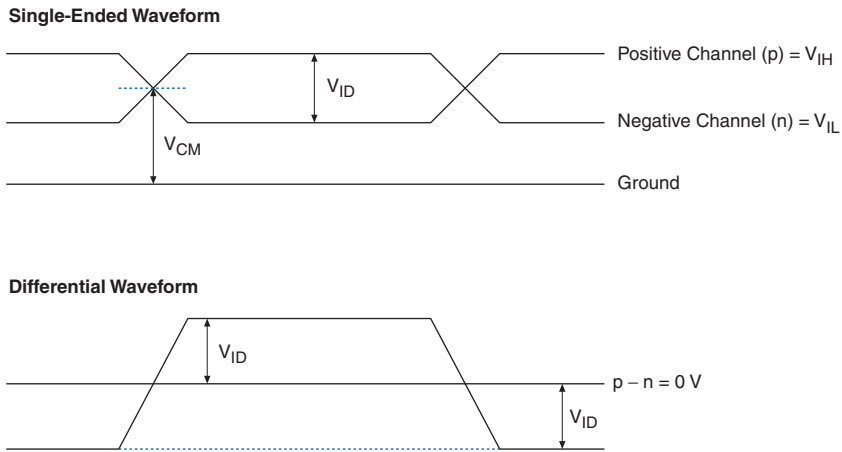 Single-Ended Waveform
Positive Channel (p) = VIH
VID
Negative Channel (n) = VIL
VCM
Ground
Differential Waveform
VID
p − n = 0 V
VID